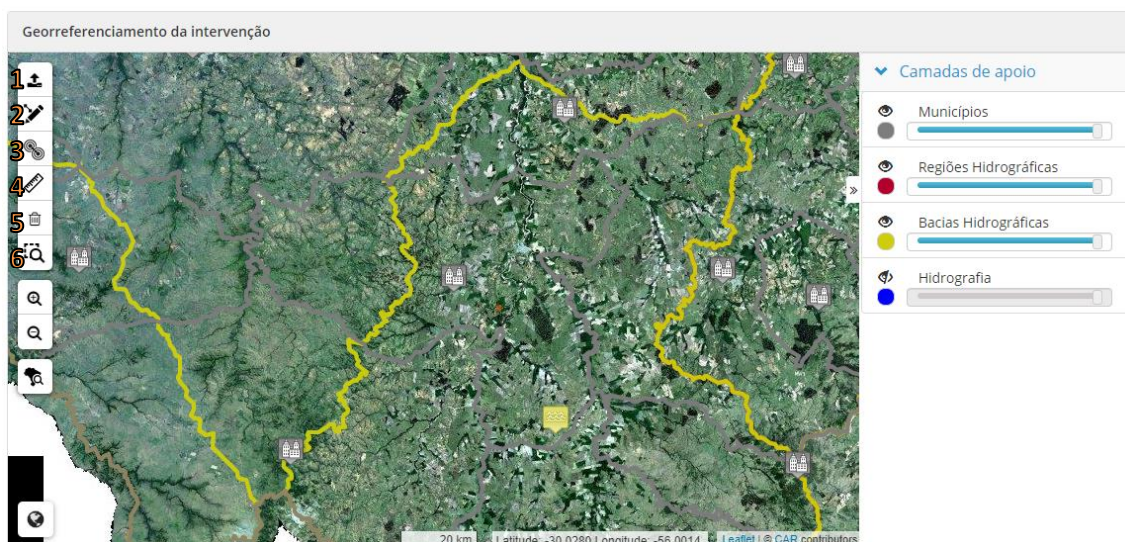 Georreferenciamento da intervenção
1
2
3
4
5
6
Camadas de apoio
Municípios
Regiões Hidrográficas
Bacias Hidrográficas
Hidrografia
20 km
Latitude: -30.0280 Longitude: -56.0014
Leaflet | © CAR contributors